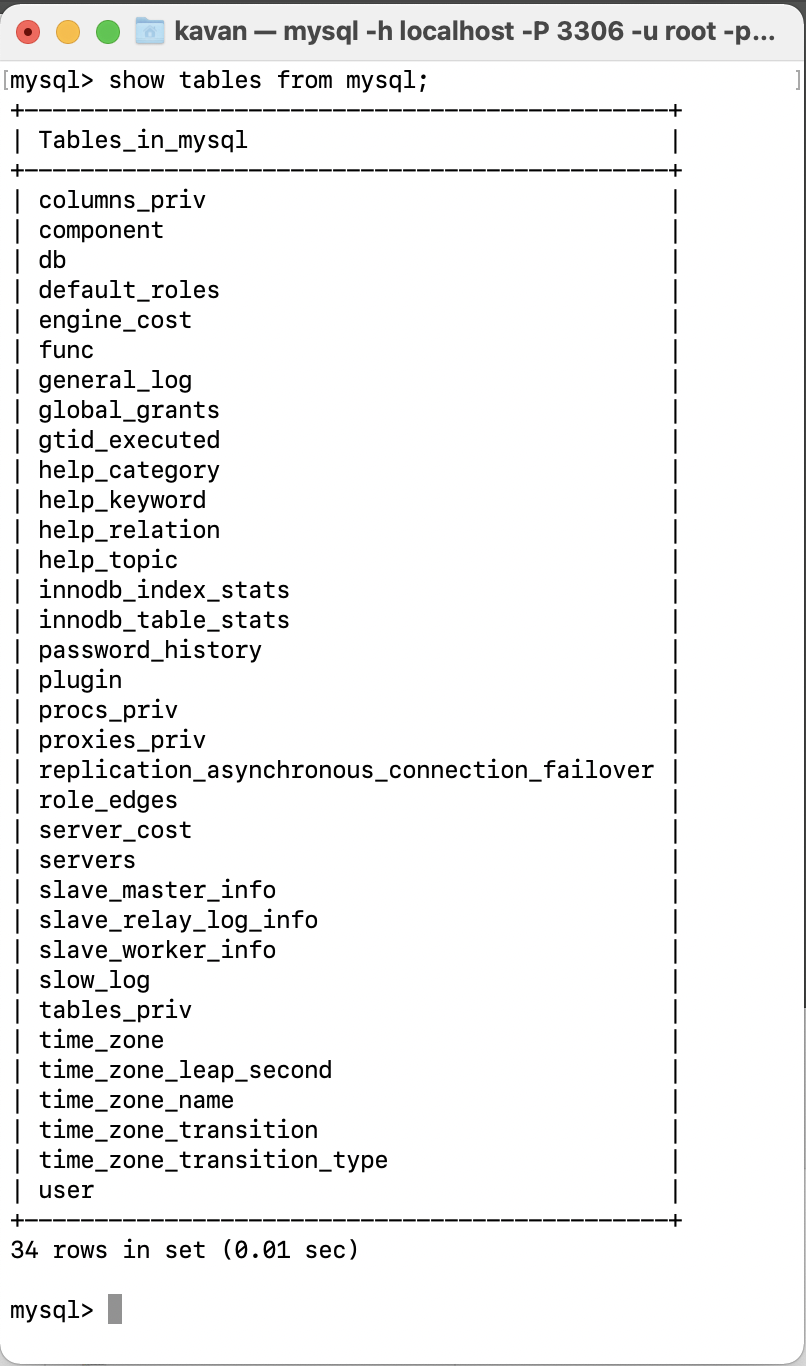 kavan — mysql -h localhost -P 3306 -u root -p...
mysql> show tables from mysql;
+----------------------------------------------+
| Tables_in_mysql                              |
+----------------------------------------------+
| columns_priv                                 |
| component                                    |
| db                                           |
| default_roles                                |
| engine_cost                                  |
| func                                         |
| general_log                                  |
| global_grants                                |
| gtid_executed                                |
| help_category                                |
| help_keyword                                 |
| help_relation                                |
| help_topic                                   |
| innodb_index_stats                           |
| innodb_table_stats                           |
| password_history                             |
| plugin                                       |
| procs_priv                                   |
| proxies_priv                                 |
| replication_asynchronous_connection_failover |
| role_edges                                   |
| server_cost                                  |
| servers                                      |
| slave_master_info                            |
| slave_relay_log_info                         |
| slave_worker_info                            |
| slow_log                                     |
| tables_priv                                  |
| time_zone                                    |
| time_zone_leap_second                        |
| time_zone_name                               |
| time_zone_transition                         |
| time_zone_transition_type                    |
| user                                         |
+----------------------------------------------+
34 rows in set (0.01 sec)
mysql>